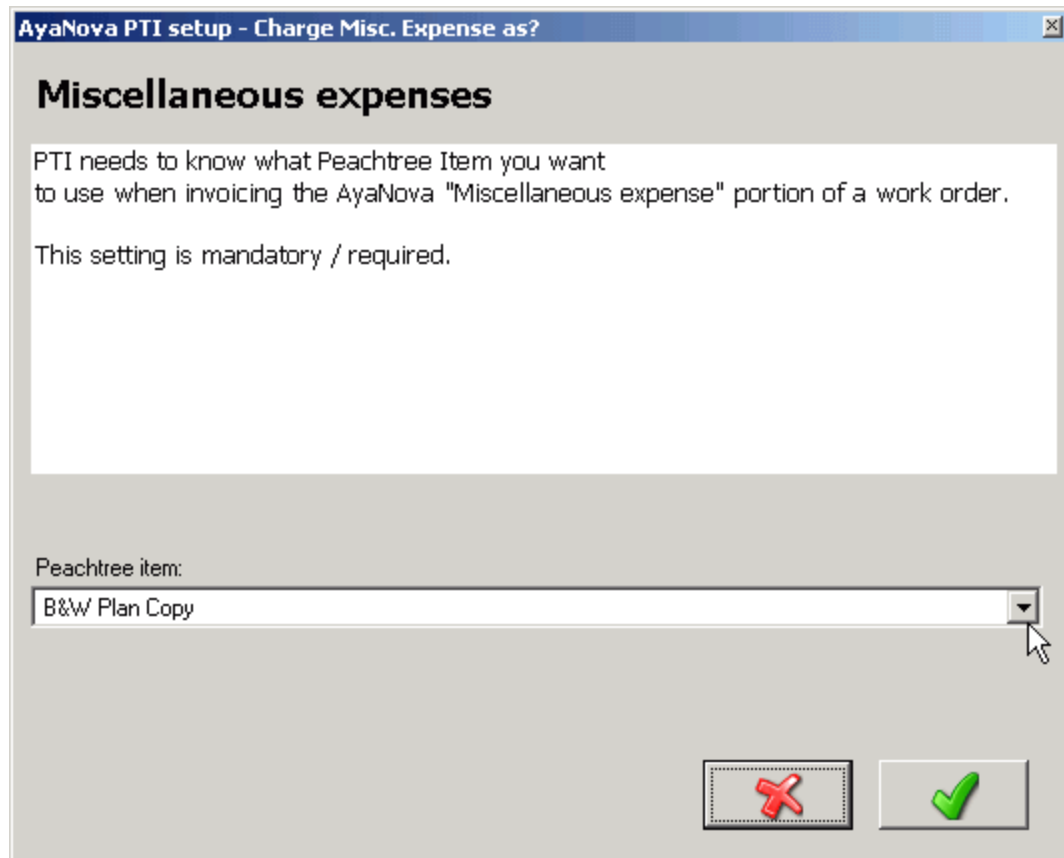 AyaNova PTI setup - Charge Misc. Expense as?
Miscellaneous expenses
PTI needs to know what Peachtree Item you want
to use when invoicing the AyaNova "Miscellaneous expense" portion of a work order.
This setting is mandatory / required.
Peachtree item:
B&W Plan Copy